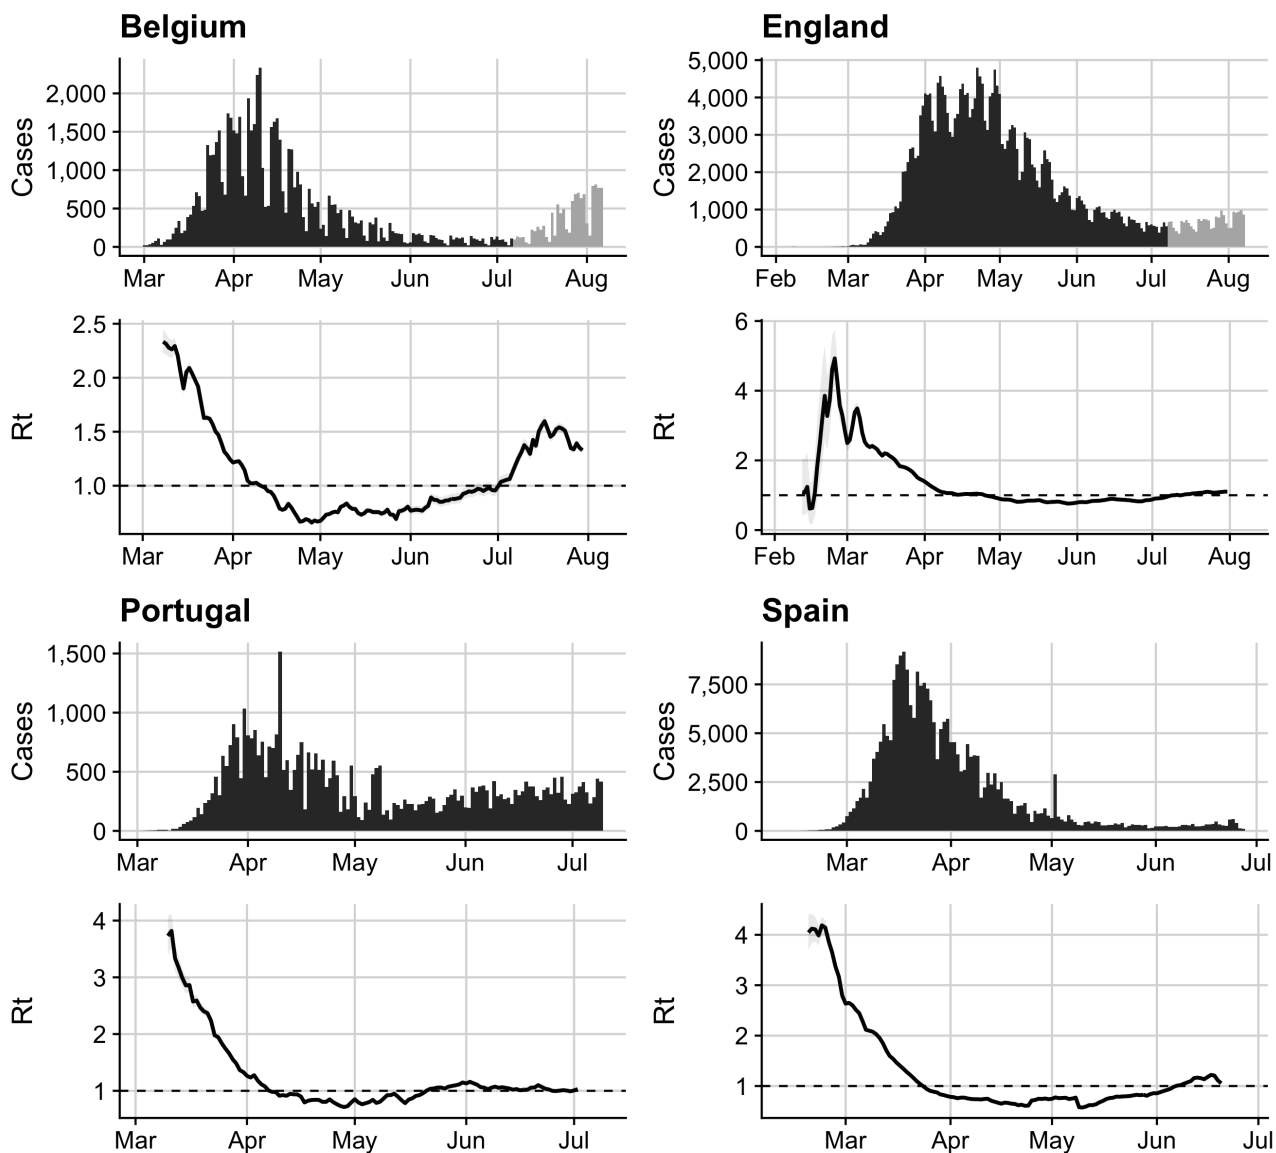 Belgium
Cases
2,000
1,500
1,000
500
0
Mar Apr May Jun Jul Aug
Rt
2.5
2.0
1.5
1.0
Mar Apr May Jun Jul Aug
England
Cases
5,000
4,000
3,000
2,000
1,000
0
Feb Mar Apr May Jun Jul Aug
Rt
6
4
2
0
Feb Mar Apr May Jun Jul Aug
Portugal
Cases
1,500
1,000
500
0
Mar Apr May Jun Jul
Rt
4
3
2
1
Mar Apr May Jun Jul
Spain
Cases
7,500
5,000
2,500
0
Mar Apr May Jun Jul
Rt
4
3
2
1
Mar Apr May Jun Jul